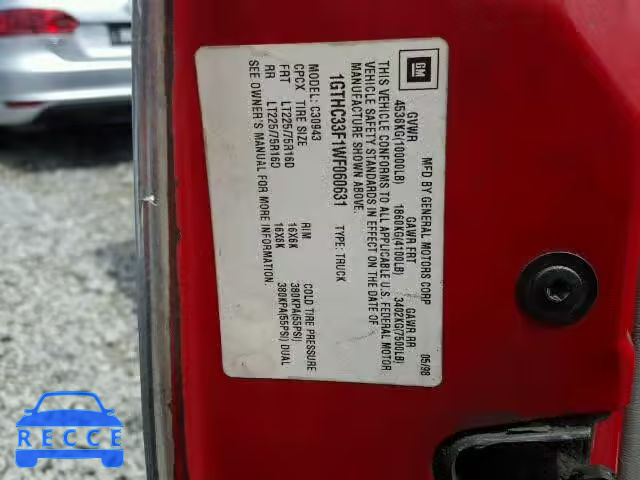 GM
MFD BY GENERAL MOTORS CORP 05/98
GVWR GAWR FRT GAWR RR
4536KG(10000LB) 1860KG(4100LB) 3402KG(7500LB)
THIS VEHICLE CONFORMS TO ALL APPLICABLE U.S. FEDERAL MOTOR
VEHICLE SAFETY STANDARDS IN EFFECT ON THE DATE OF
MANUFACTURE SHOWN ABOVE.
1GTHC33F1WF060631 TYPE: TRUCK
MODEL: C30943
CPCX TIRE SIZE RIM COLD TIRE PRESSURE
FRT LT225/75R16D 16X6K 380KPA(55PSI)
RR LT225/75R16D 16X6K 380KPA(55PSI) DUAL
SEE OWNER'S MANUAL FOR MORE INFORMATION.
RECCE